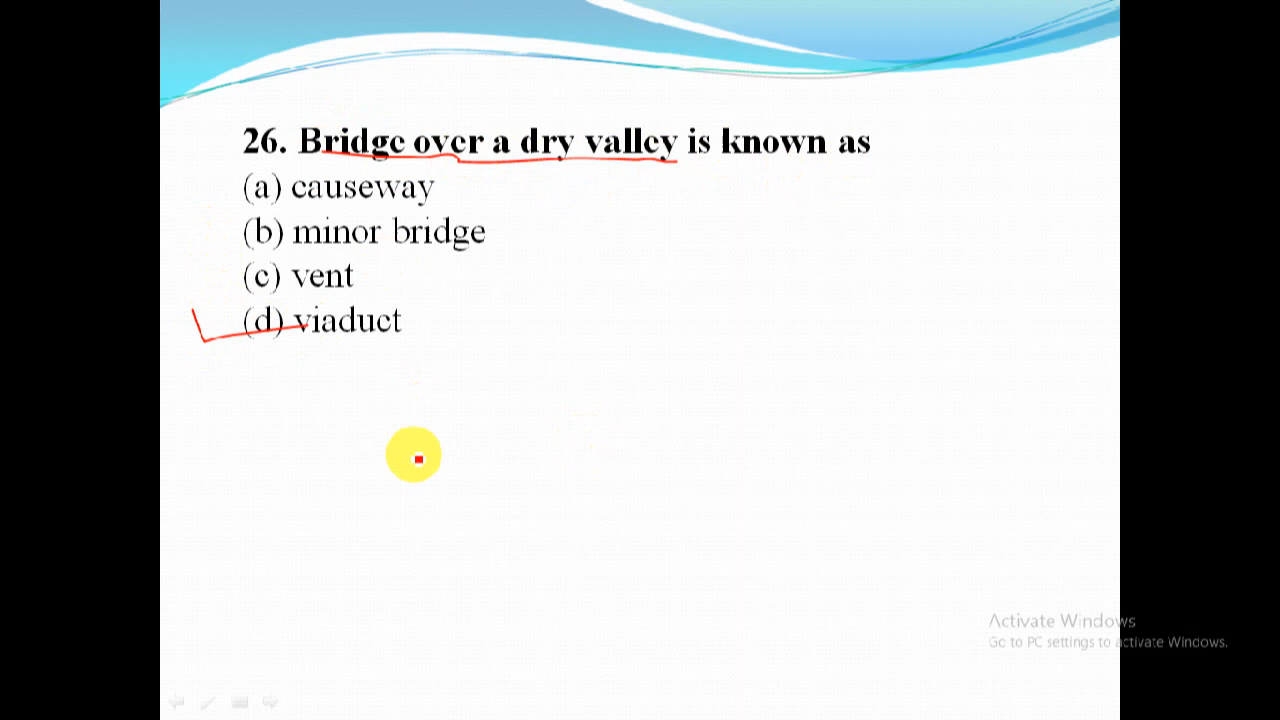 26. Bridge over a dry valley is known as
(a) causeway
(b) minor bridge
(c) vent
(d) viaduct
Activate Windows
Go to PC settings to activate Windows.